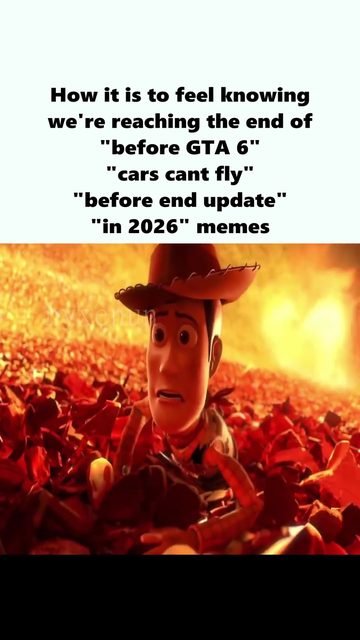 How it is to feel knowing
we're reaching the end of
"before GTA 6"
"cars cant fly"
"before end update"
"in 2026" memes